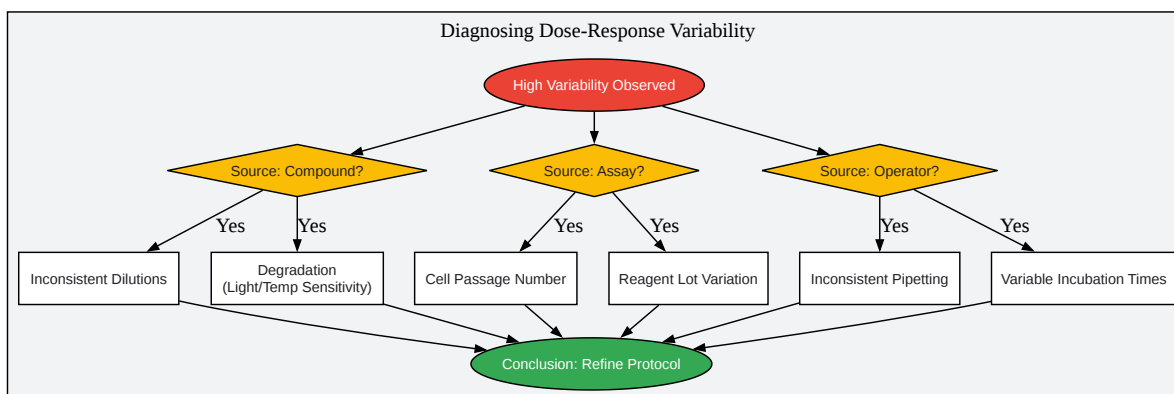 Diagnosing Dose-Response Variability
High Variability Observed
Source: Compound?
Source: Assay?
Source: Operator?
Yes
Yes
Yes
Yes
Yes
Yes
Inconsistent Dilutions
Degradation
(Light/Temp Sensitivity)
Cell Passage Number
Reagent Lot Variation
Inconsistent Pipetting
Variable Incubation Times
Conclusion: Refine Protocol